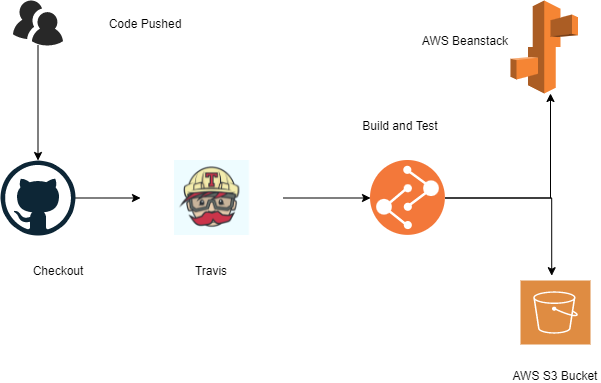 Code Pushed
AWS Beanstack
Build and Test
T
Checkout
Travis
AWS S3 Bucket